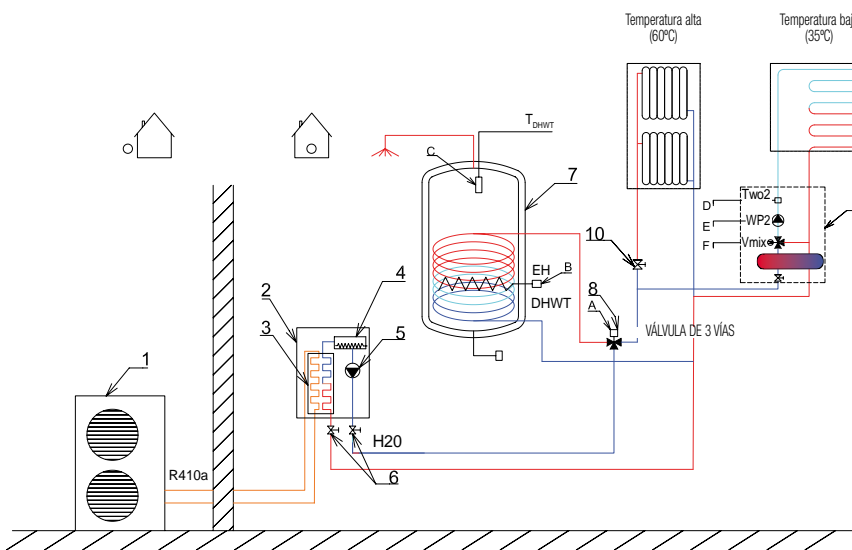 Temperatura alta
(60ºC)
Temperatura baj
(35ºC)
T DHWT
C
7
Two2
D
WP2
E
Vmix
F
10
EH
B
DHWT
8
A
VÁLVULA DE 3 VÍAS
4
2
3
5
1
H20
6
R410a